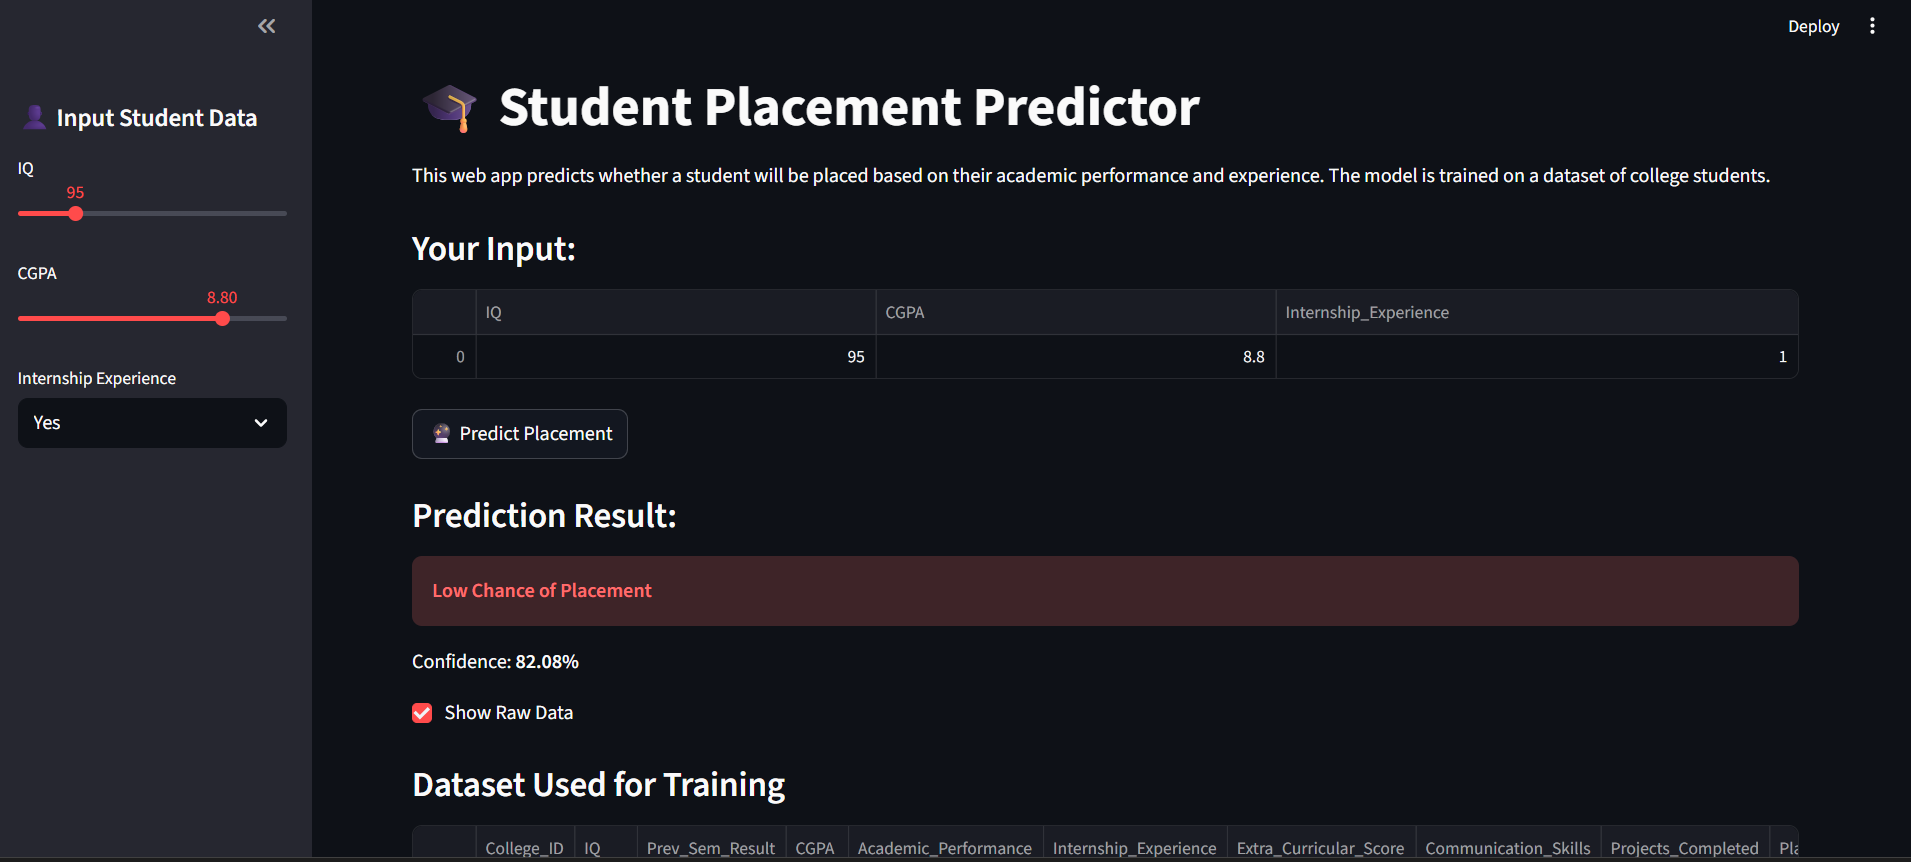 Deploy
Input Student Data
IQ
95
CGPA
8.80
Internship Experience
Yes
Student Placement Predictor
This web app predicts whether a student will be placed based on their academic performance and experience. The model is trained on a dataset of college students.
Your Input:
IQ CGPA Internship_Experience
0 95 8.8 1
Predict Placement
Prediction Result:
Low Chance of Placement
Confidence: 82.08%
Show Raw Data
Dataset Used for Training
College_ID IQ Prev_Sem_Result CGPA Academic_Performance Internship_Experience Extra_Curricular_Score Communication_Skills Projects_Completed Pla